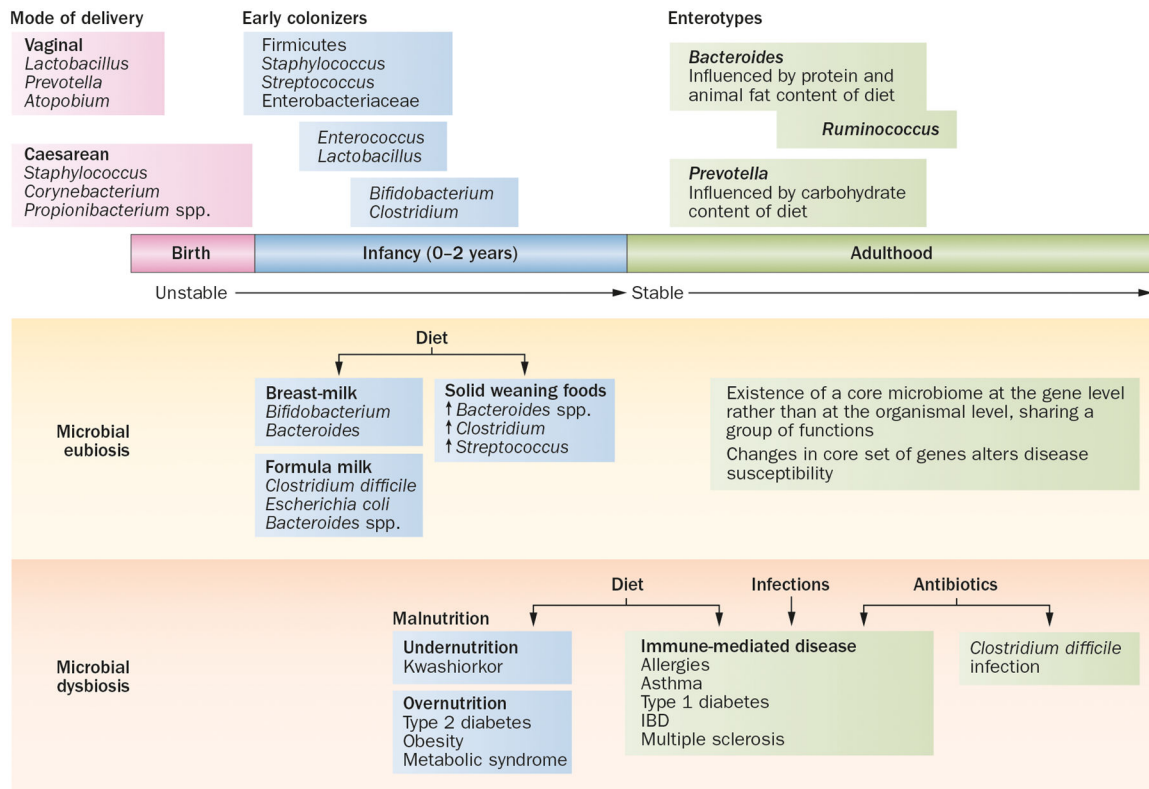 Mode of delivery
Vaginal
Lactobacillus
Prevotella
Atopobium
Caesarean
Staphylococcus
Corynebacterium
Propionibacterium spp.
Early colonizers
Firmicutes
Staphylococcus
Streptococcus
Enterobacteriaceae
Enterococcus
Lactobacillus
Bifidobacterium
Clostridium
Enterotypes
Bacteroides
Influenced by protein and
animal fat content of diet
Ruminococcus
Prevotella
Influenced by carbohydrate
content of diet
Birth
Infancy (0–2 years)
Adulthood
Unstable
Stable
Microbial
eubiosis
Diet
Breast-milk
Bifidobacterium
Bacteroides
Formula milk
Clostridium difficile
Escherichia coli
Bacteroides spp.
Solid weaning foods
↑ Bacteroides spp.
↑ Clostridium
↑ Streptococcus
Existence of a core microbiome at the gene level
rather than at the organismal level, sharing a
group of functions
Changes in core set of genes alters disease
susceptibility
Microbial
dysbiosis
Diet
Infections
Antibiotics
Malnutrition
Undernutrition
Kwashiorkor
Overnutrition
Type 2 diabetes
Obesity
Metabolic syndrome
Immune-mediated disease
Allergies
Asthma
Type 1 diabetes
IBD
Multiple sclerosis
Clostridium difficile
infection